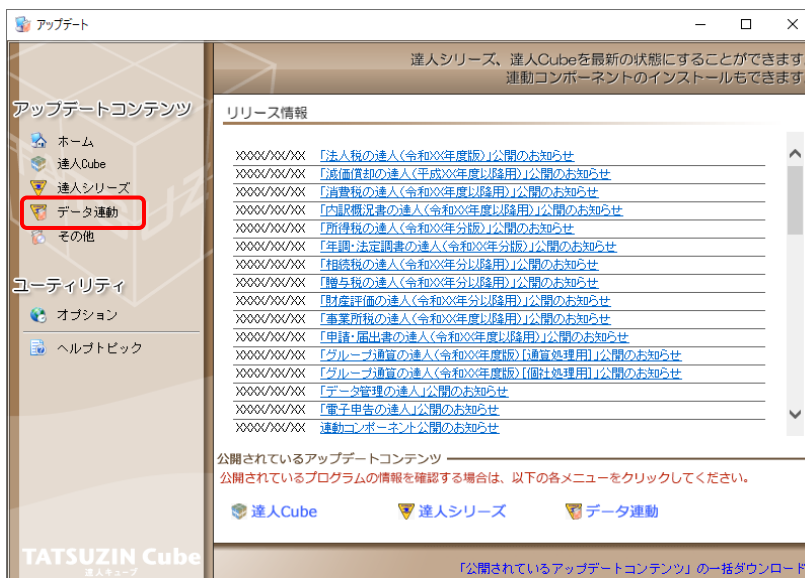 アップデート
達人シリーズ、達人Cubeを最新の状態にすることができます
連動コンポーネントのインストールもできます
アップデートコンテンツ
ホーム
達人Cube
達人シリーズ
データ連動
その他
ユーティリティ
オプション
ヘルプトピック
リリース情報
XXXX/XX/XX 「法人税の達人(令和XX年度版)」公開のお知らせ
XXXX/XX/XX 「減価償却の達人(平成XX年度以降用)」公開のお知らせ
XXXX/XX/XX 「消費税の達人(令和XX年度以降用)」公開のお知らせ
XXXX/XX/XX 「内訳概況書の達人(令和XX年度以降用)」公開のお知らせ
XXXX/XX/XX 「所得税の達人(令和XX年分版)」公開のお知らせ
XXXX/XX/XX 「年調・法定調書の達人(令和XX年分版)」公開のお知らせ
XXXX/XX/XX 「相続税の達人(令和XX年分以降用)」公開のお知らせ
XXXX/XX/XX 「贈与税の達人(令和XX年分以降用)」公開のお知らせ
XXXX/XX/XX 「財産評価の達人(令和XX年分以降用)」公開のお知らせ
XXXX/XX/XX 「事業所税の達人(令和XX年度以降用)」公開のお知らせ
XXXX/XX/XX 「申請・届出書の達人(令和XX年度以降用)」公開のお知らせ
XXXX/XX/XX 「グループ通算の達人(令和XX年度版)[通算処理用]」公開のお知らせ
XXXX/XX/XX 「グループ通算の達人(令和XX年度版)[個社処理用]」公開のお知らせ
XXXX/XX/XX 「データ管理の達人」公開のお知らせ
XXXX/XX/XX 「電子申告の達人」公開のお知らせ
XXXX/XX/XX 連動コンポーネント公開のお知らせ
公開されているアップデートコンテンツ
公開されているプログラムの情報を確認する場合は、以下の各メニューをクリックしてください。
達人Cube 達人シリーズ データ連動
TATSUZIN Cube
達人キューブ
「公開されているアップデートコンテンツ」の一括ダウンロード